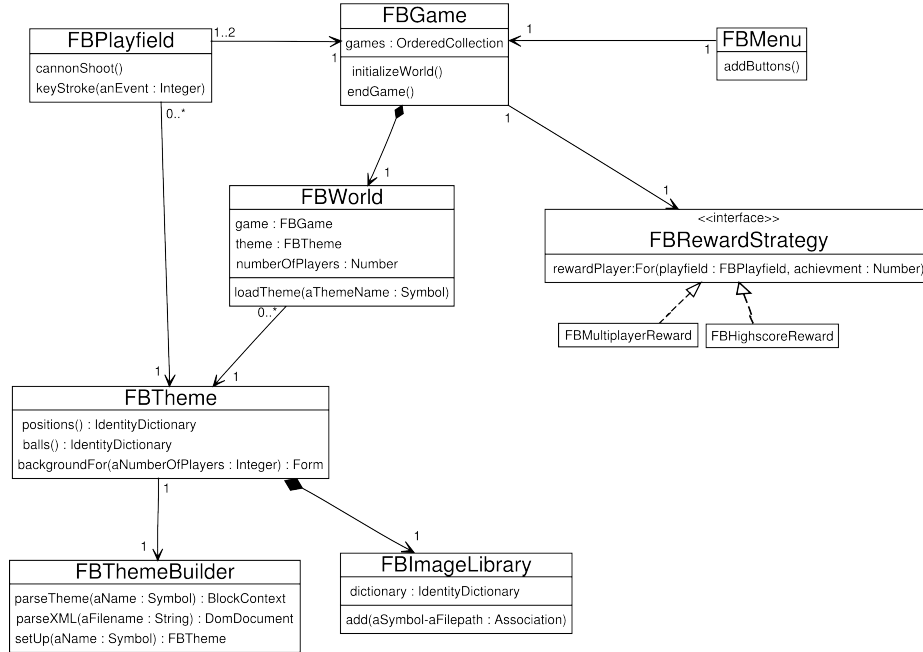 FBPlayfield
cannonShoot()
keyStroke(anEvent : Integer)
1..2
1
0..*
FBGame
games : OrderedCollection
initializeWorld()
endGame()
1
1
FBMenu
addButtons()
1
1
1
FBWorld
game : FBGame
theme : FBTheme
numberOfPlayers : Number
loadTheme(aThemeName : Symbol)
0..*
<<interface>>
FBRewardStrategy
rewardPlayer:For(playfield : FBPlayfield, achievment : Number)
FBMultiplayerReward
FBHighscoreReward
1
1
FBTheme
positions() : IdentityDictionary
balls() : IdentityDictionary
backgroundFor(aNumberOfPlayers : Integer) : Form
1
1
1
FBThemeBuilder
parseTheme(aName : Symbol) : BlockContext
parseXML(aFilename : String) : DomDocument
setUp(aName : Symbol) : FBTheme
FBImageLibrary
dictionary : IdentityDictionary
add(aSymbol-aFilepath : Association)